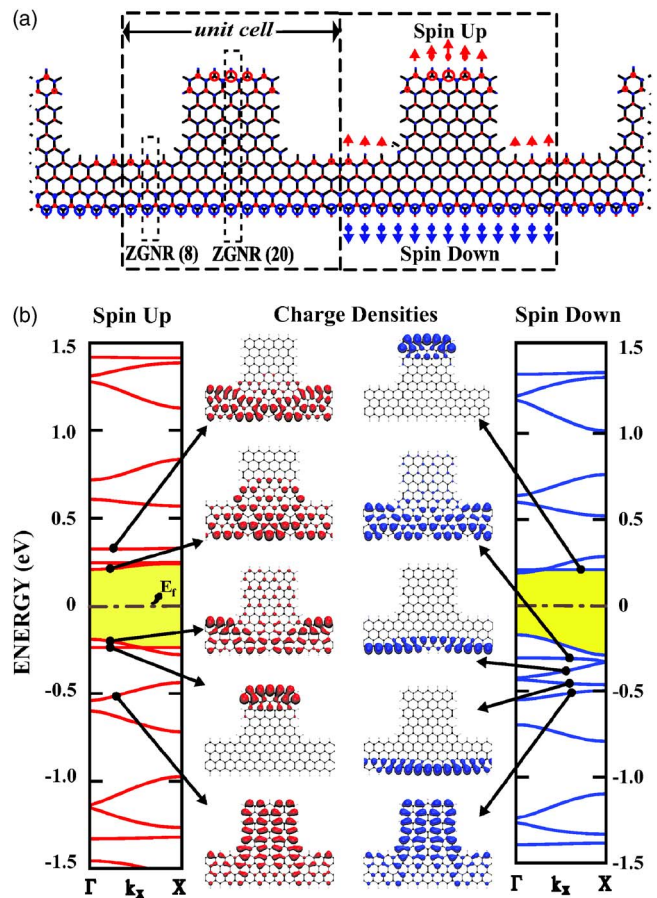 (a)
unit cell
Spin Up
ZGNR (8)
ZGNR (20)
Spin Down
(b)
Spin Up
Charge Densities
Spin Down
1.5
1.5
1.0
1.0
0.5
0.5
E_f
0
0
ENERGY (eV)
-0.5
-0.5
-1.0
-1.0
-1.5
-1.5
Γ k_x X
Γ k_x X